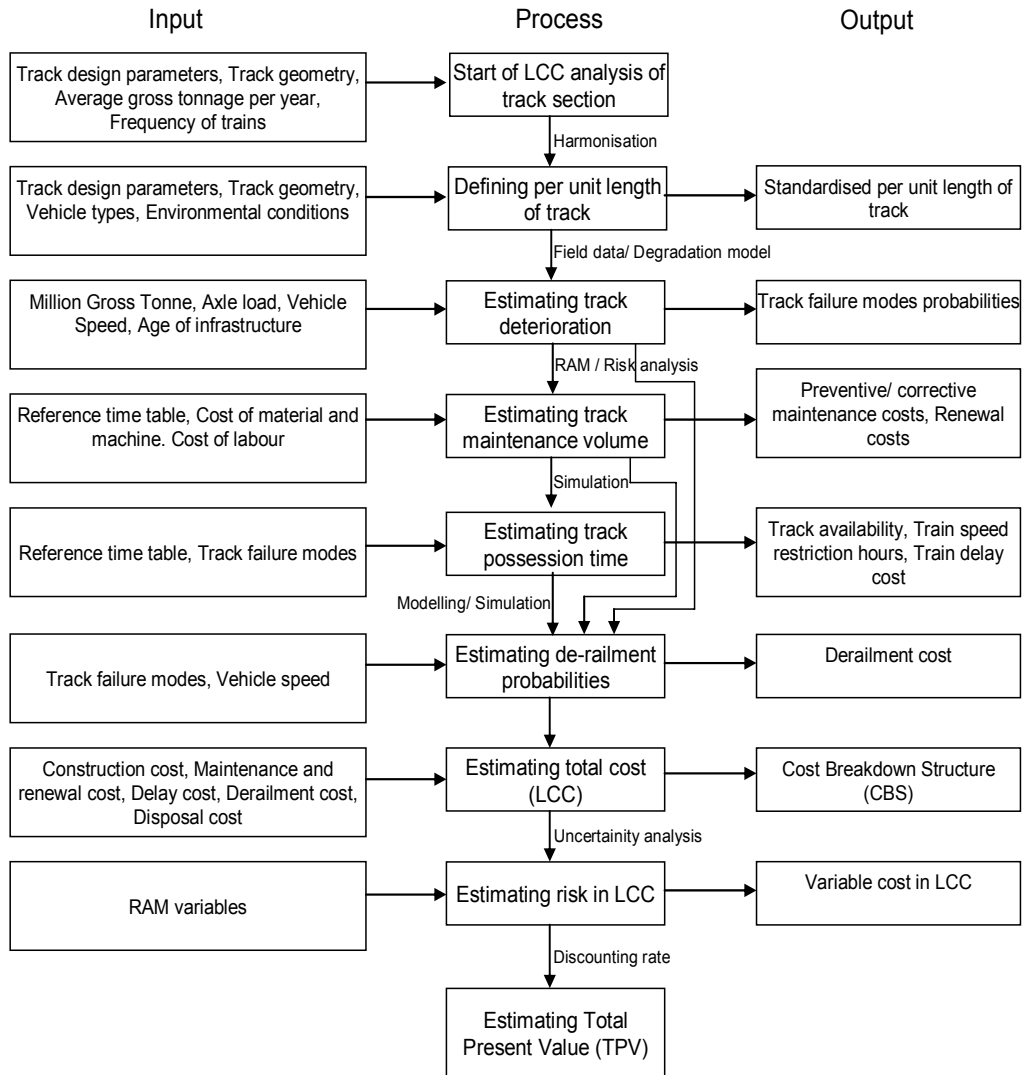 Input
Process
Output
Track design parameters, Track geometry,
Average gross tonnage per year,
Frequency of trains
Start of LCC analysis of
track section
Harmonisation
Track design parameters, Track geometry,
Vehicle types, Environmental conditions
Defining per unit length
of track
Standardised per unit length of
track
Field data/ Degradation model
Million Gross Tonne, Axle load, Vehicle
Speed, Age of infrastructure
Estimating track
deterioration
Track failure modes probabilities
RAM / Risk analysis
Reference time table, Cost of material and
machine. Cost of labour
Estimating track
maintenance volume
Preventive/ corrective
maintenance costs, Renewal
costs
Simulation
Reference time table, Track failure modes
Estimating track
possession time
Track availability, Train speed
restriction hours, Train delay
cost
Modelling/ Simulation
Track failure modes, Vehicle speed
Estimating de-railment
probabilities
Derailment cost
Construction cost, Maintenance and
renewal cost, Delay cost, Derailment cost,
Disposal cost
Estimating total cost
(LCC)
Cost Breakdown Structure
(CBS)
Uncertainity analysis
RAM variables
Estimating risk in LCC
Variable cost in LCC
Discounting rate
Estimating Total
Present Value (TPV)